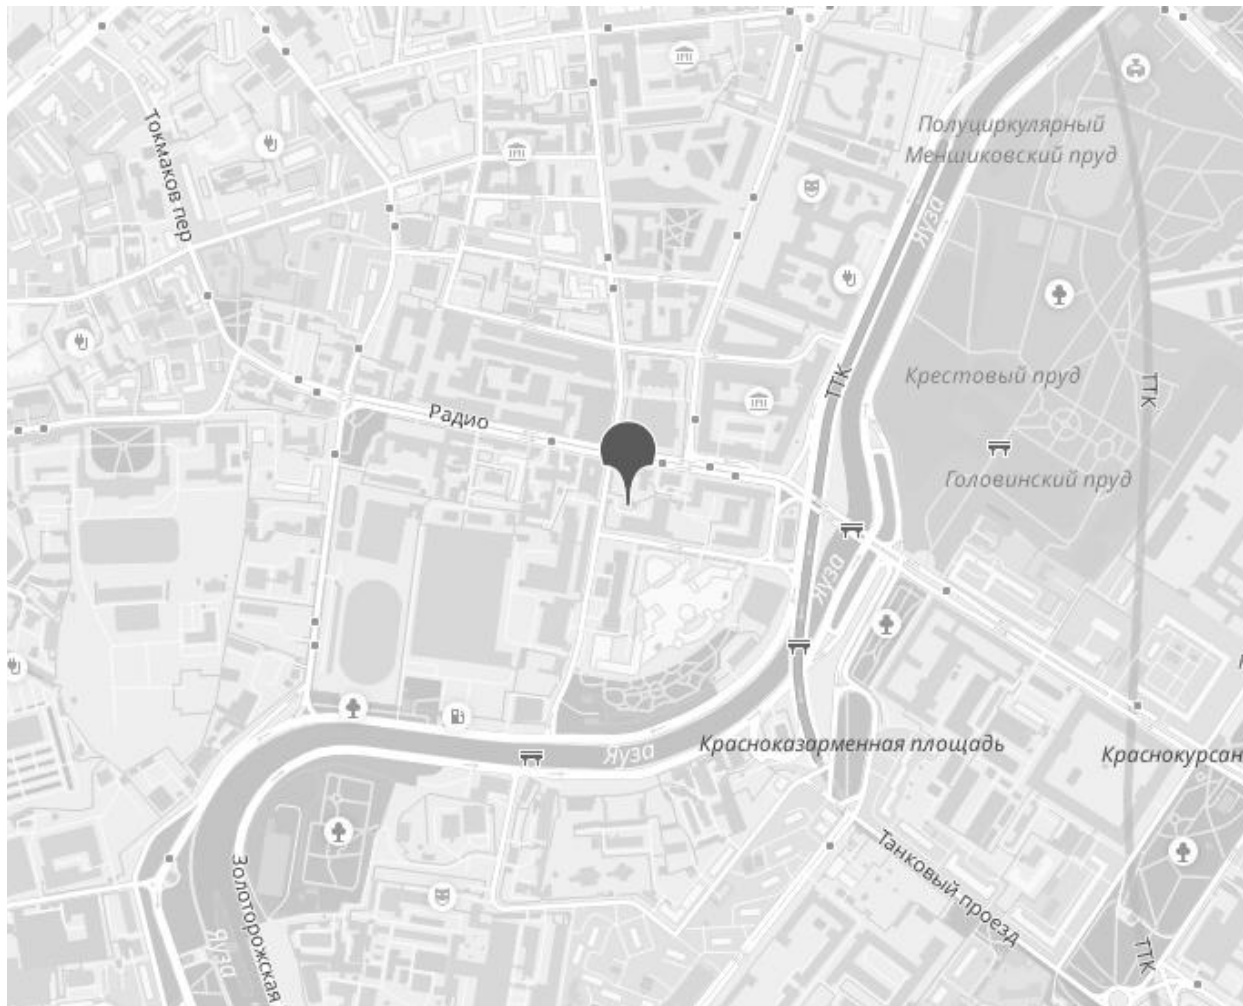 Полуциркулярный
Меншиковский пруд
Токмаков пер
Яуза
ТТК
Крестовый пруд
ТТК
Радио
Головинский пруд
Яуза
Яуза
Красноказарменная площадь
Краснокурсан
Золоторожская
Танковый проезд
Яуза
ТТК